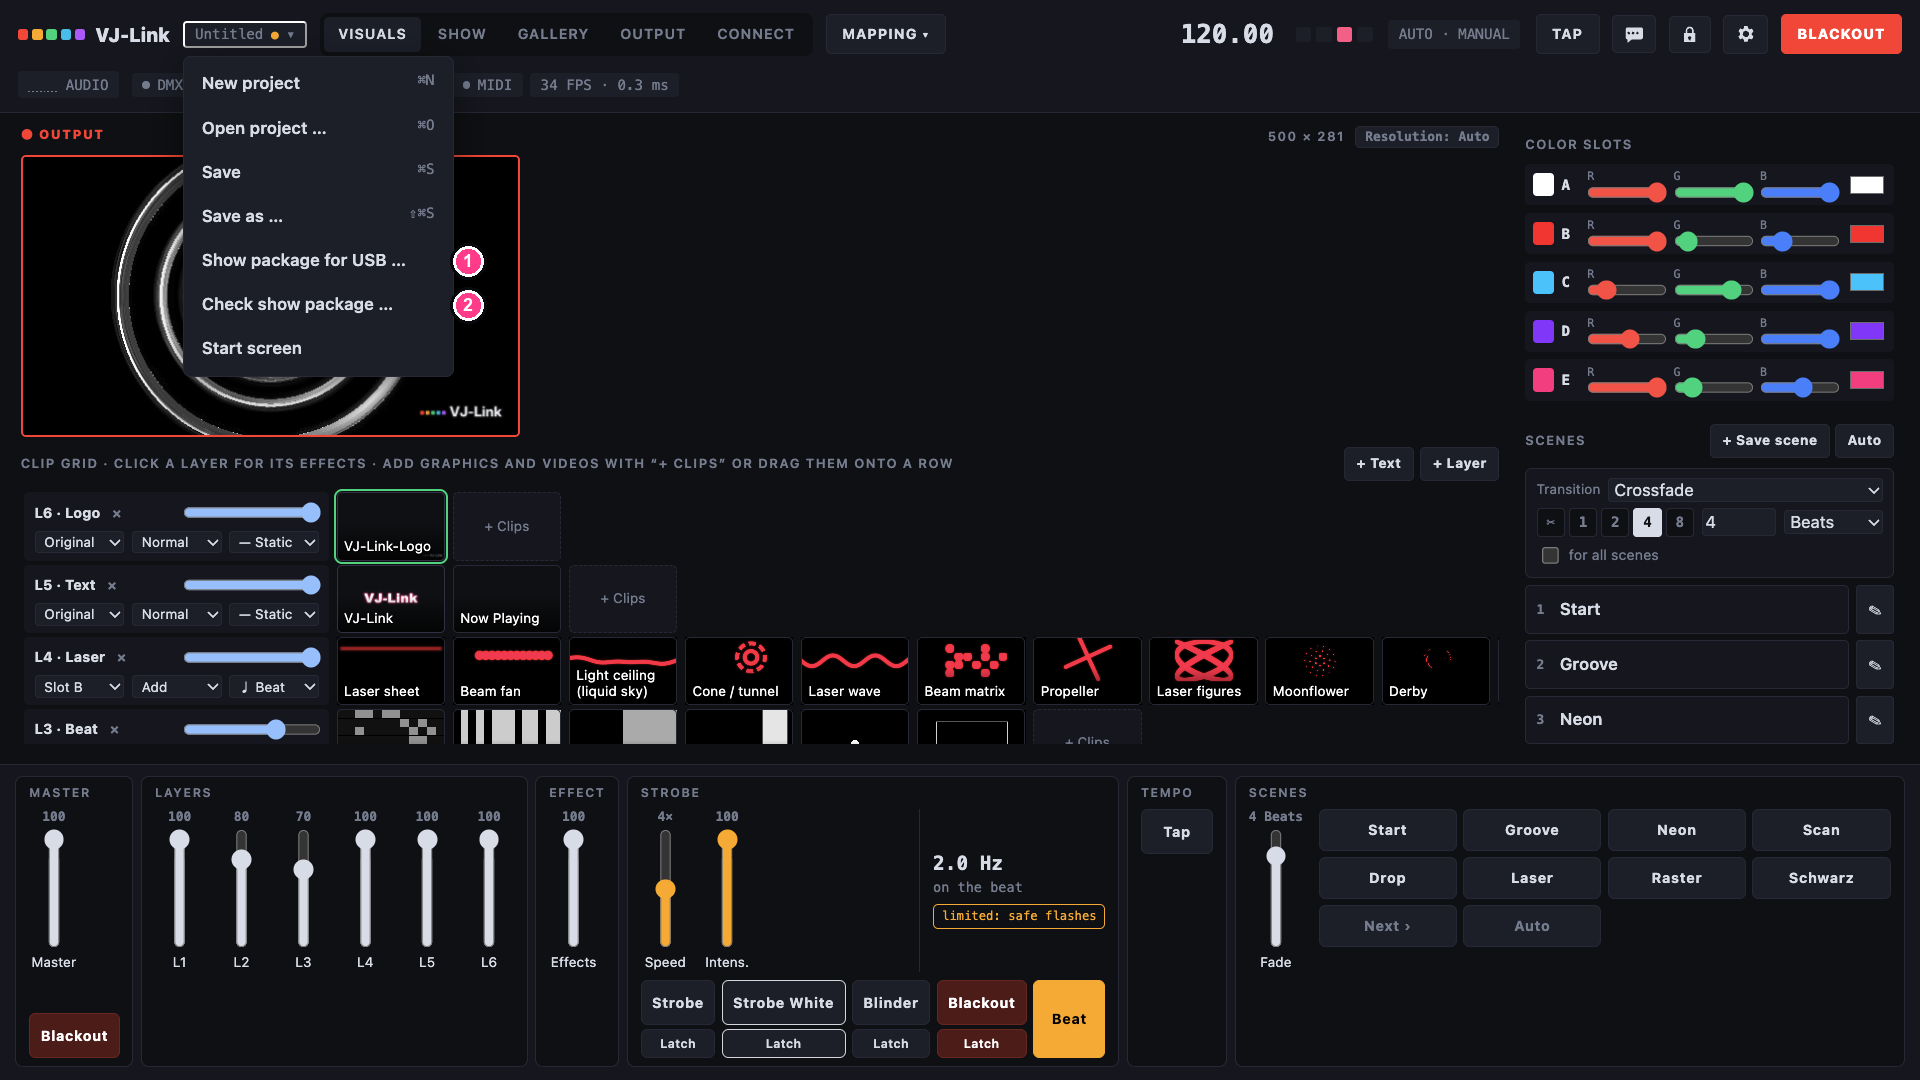 VJ-Link
Untitled
VISUALS
SHOW
GALLERY
OUTPUT
CONNECT
MAPPING
120.00
AUTO · MANUAL
TAP
BLACKOUT
AUDIO
DMX
MIDI
34 FPS · 0.3 ms
New project ⌘N
Open project ... ⌘O
Save ⌘S
Save as ... ⇧⌘S
Show package for USB ... 1
Check show package ... 2
Start screen
OUTPUT
500 × 281
Resolution: Auto
VJ-Link
COLOR SLOTS
A R G B
B R G B
C R G B
D R G B
E R G B
CLIP GRID · CLICK A LAYER FOR ITS EFFECTS · ADD GRAPHICS AND VIDEOS WITH “+ CLIPS” OR DRAG THEM ONTO A ROW
+ Text
+ Layer
L6 · Logo ×
Original
Normal
— Static
VJ-Link-Logo
+ Clips
L5 · Text ×
Original
Normal
— Static
VJ-Link
VJ-Link
Now Playing
+ Clips
L4 · Laser ×
Slot B
Add
♩ Beat
Laser sheet
Beam fan
Light ceiling
(liquid sky)
Cone / tunnel
Laser wave
Beam matrix
Propeller
Laser figures
Moonflower
Derby
L3 · Beat ×
+ Clips
SCENES
+ Save scene
Auto
Transition
Crossfade
✂ 1 2 4 8
4
Beats
for all scenes
1 Start
2 Groove
3 Neon
MASTER
100
Master
Blackout
LAYERS
100 80 70 100 100 100
L1 L2 L3 L4 L5 L6
EFFECT
100
Effects
STROBE
4× 100
Speed Intens.
2.0 Hz
on the beat
limited: safe flashes
Strobe
Strobe White
Blinder
Blackout
Beat
Latch
Latch
Latch
Latch
TEMPO
Tap
SCENES
4 Beats
Fade
Start
Groove
Neon
Scan
Drop
Laser
Raster
Schwarz
Next ›
Auto